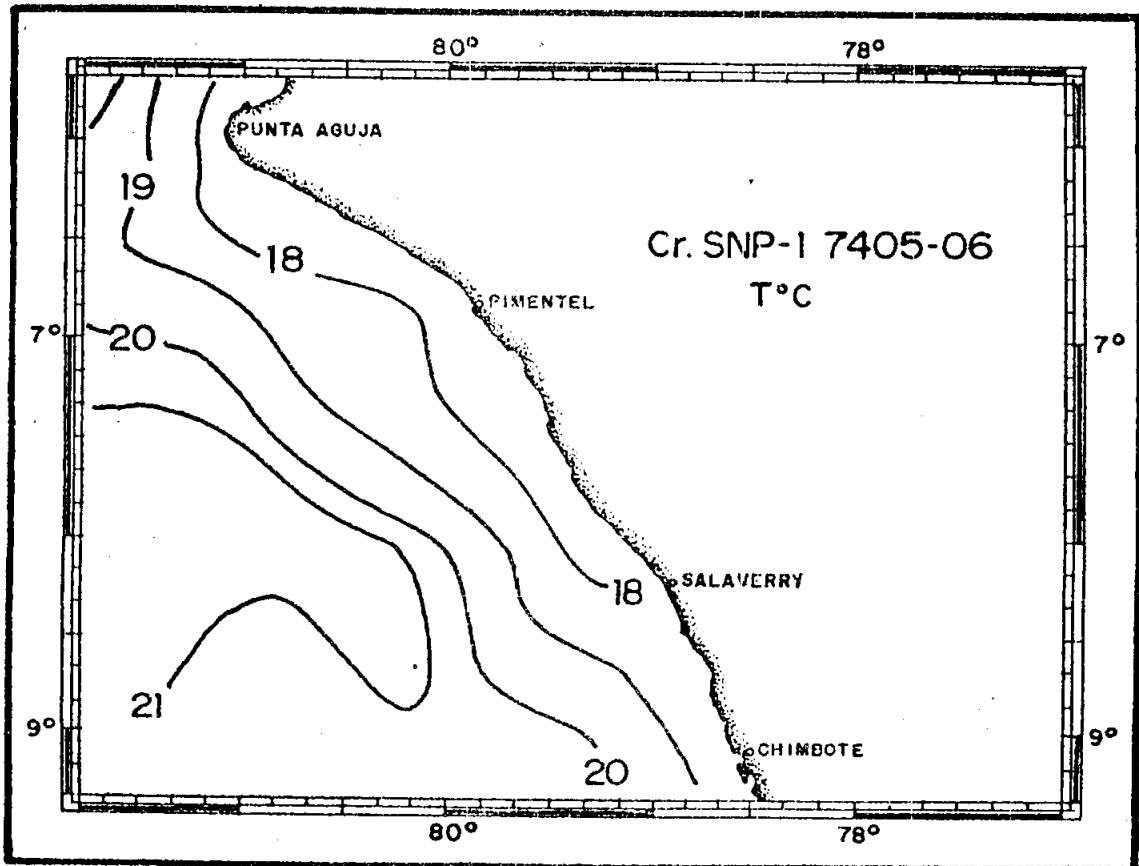 80° 78°
PUNTA AGUJA
19
Cr. SNP-1 7405-06
18
T°C
PIMENTEL
7° 20 7°
18
SALAVERRY
21
9° 9°
CHIMBOTE
20
80° 78°